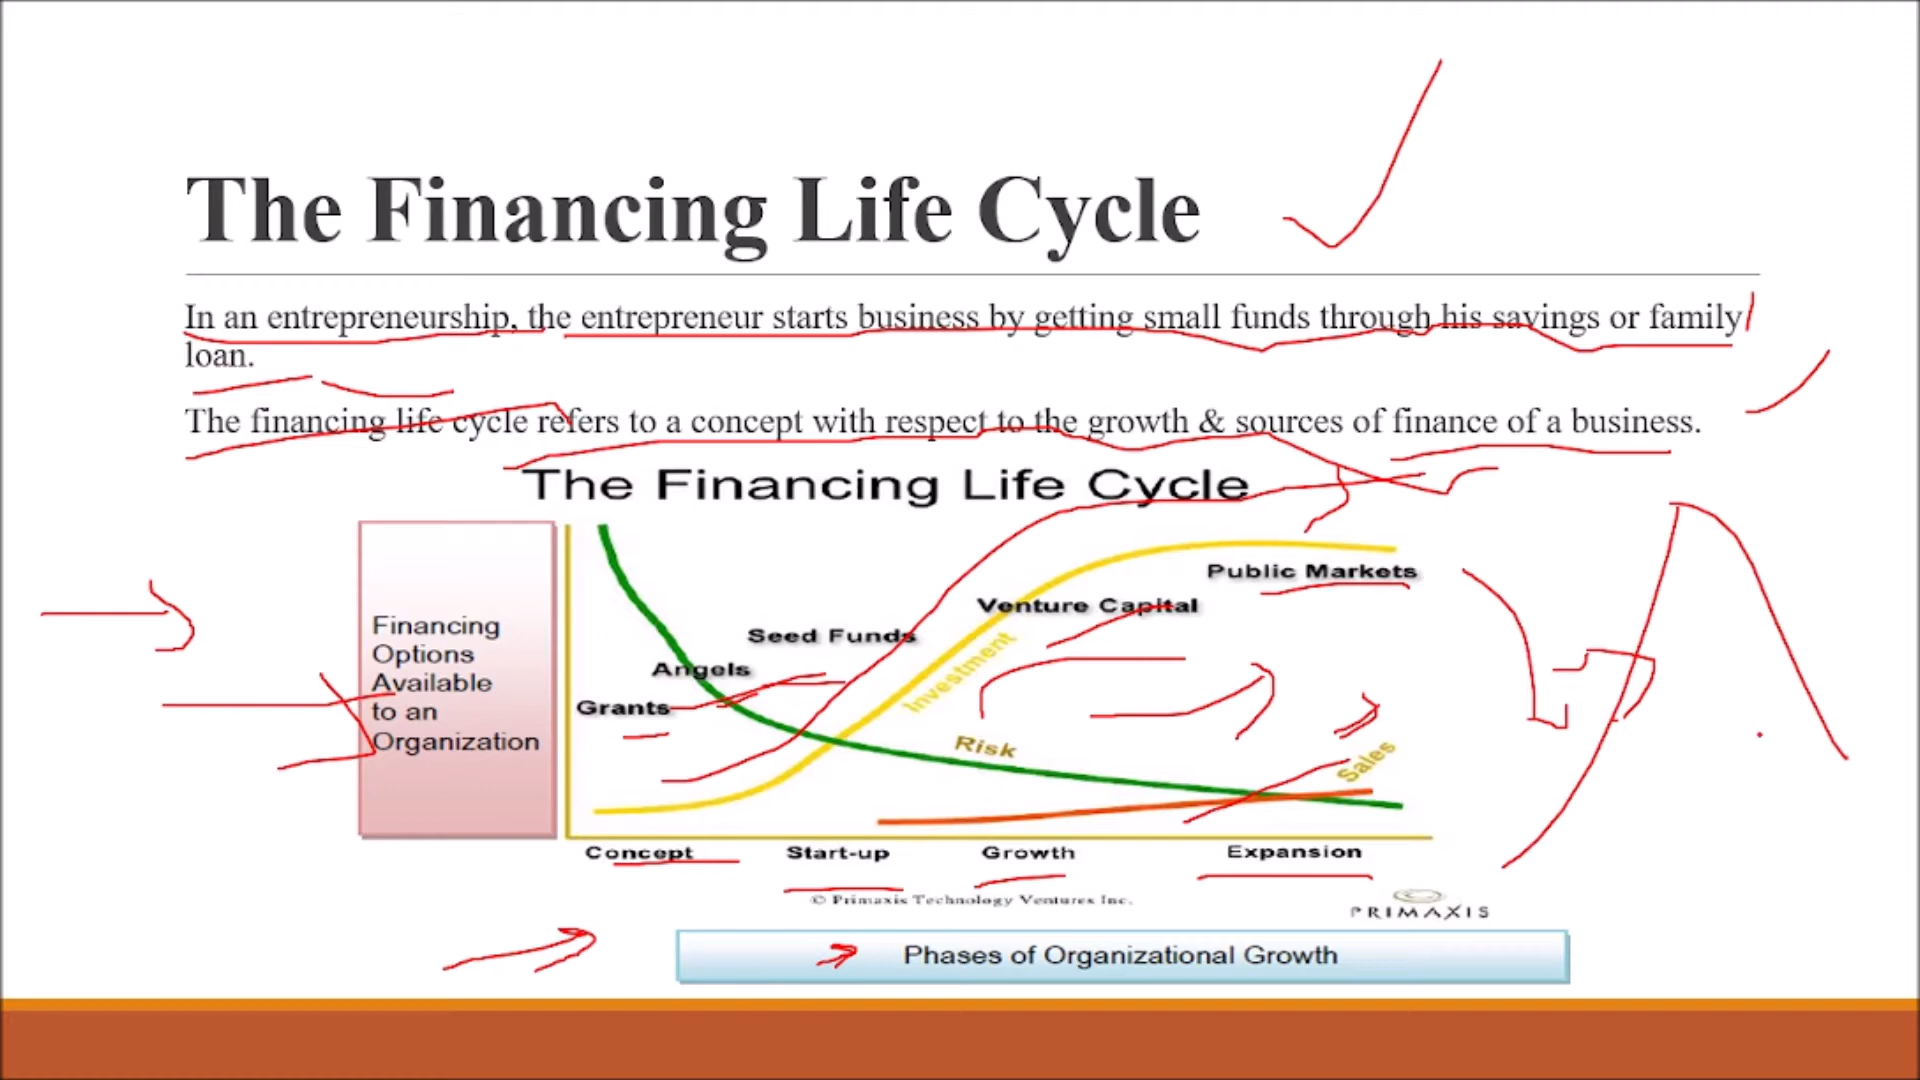 The Financing Life Cycle
In an entrepreneurship, the entrepreneur starts business by getting small funds through his savings or family
loan.
The financing life cycle refers to a concept with respect to the growth & sources of finance of a business.
The Financing Life Cycle
Financing
Options
Available
to an
Organization
Public Markets
Venture Capital
Seed Funds
Angels
Grants
Investment
Risk
Sales
Concept
Start-up
Growth
Expansion
© Primaxis Technology Ventures Inc.
PRIMAXIS
Phases of Organizational Growth